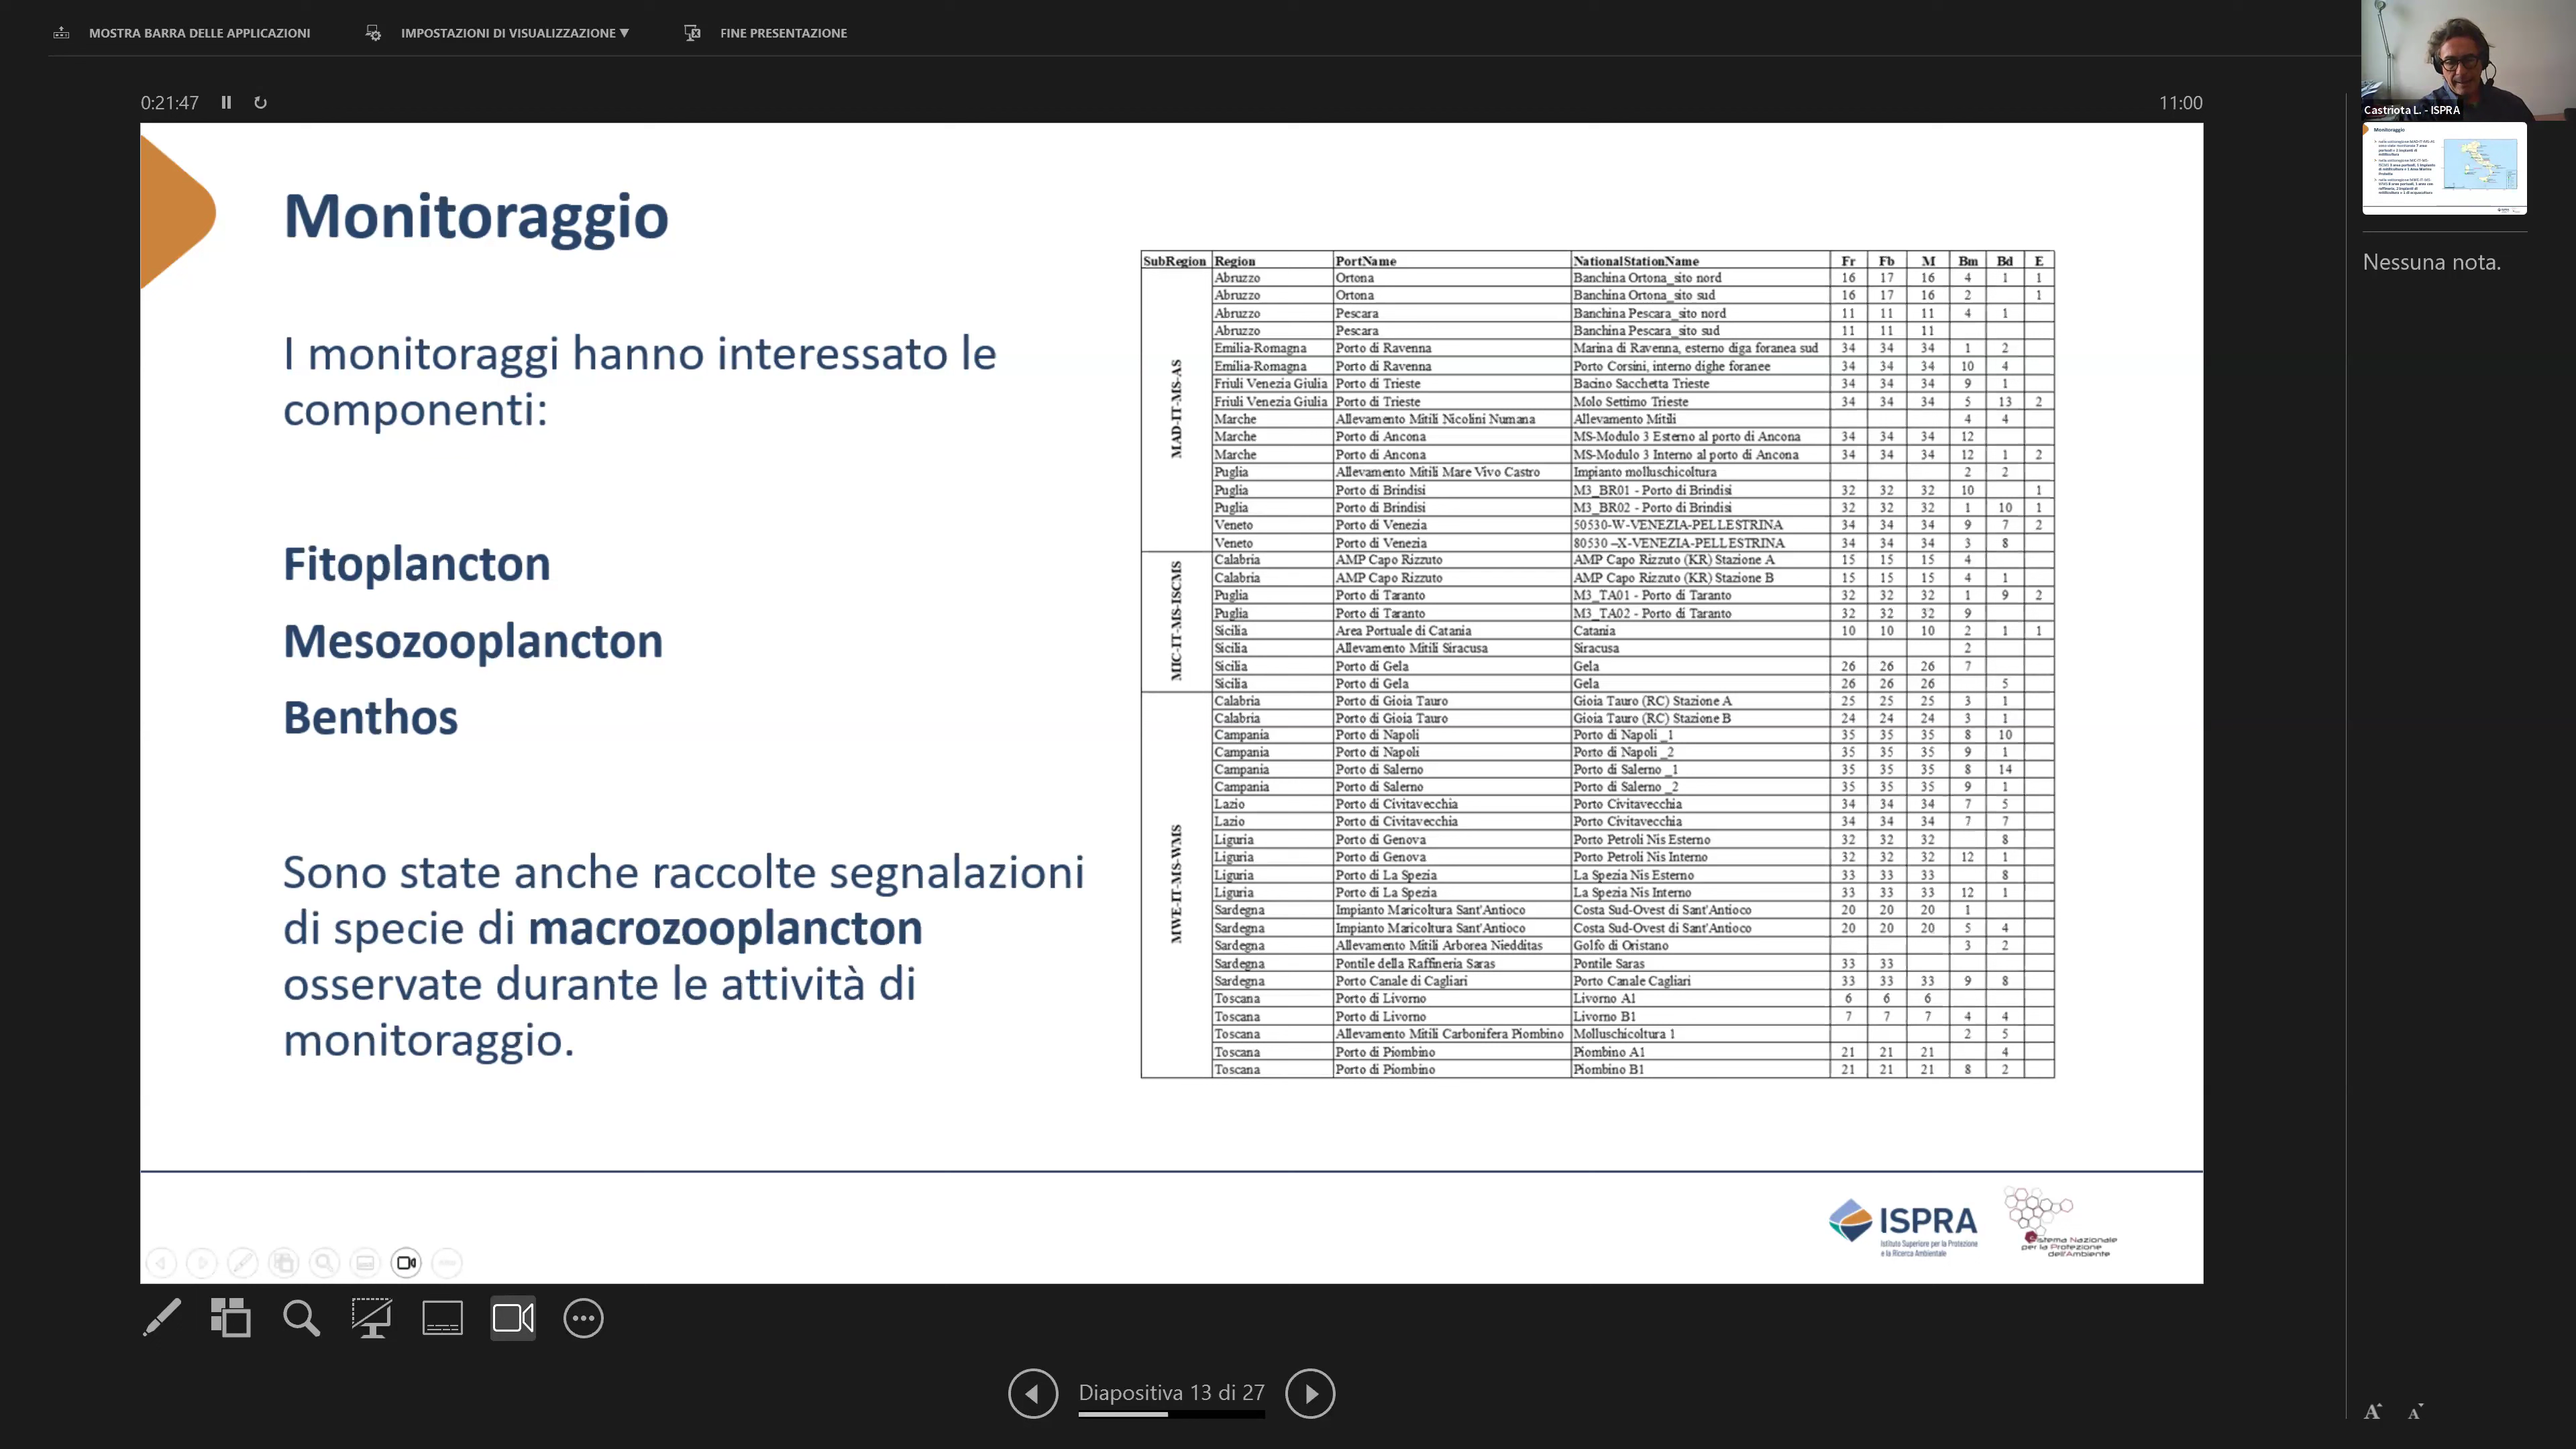 MOSTRA BARRA DELLE APPLICAZIONI IMPOSTAZIONI DI VISUALIZZAZIONE ▼ FINE PRESENTAZIONE
Castriota L. - ISPRA
0:21:47 11:00
Monitoraggio
I monitoraggi hanno interessato le
componenti:
Fitoplancton
Mesozooplancton
Benthos
Sono state anche raccolte segnalazioni
di specie di macrozooplancton
osservate durante le attività di
monitoraggio.
SubRegion Region PortName NationalStationName Fr Fb M Bm Bd E
MAD-IT-MS-AS
Abruzzo Ortona Banchina Ortona_sito nord 16 17 16 4 1 1
Abruzzo Ortona Banchina Ortona_sito sud 16 17 16 2 1
Abruzzo Pescara Banchina Pescara_sito nord 11 11 11 4 1
Abruzzo Pescara Banchina Pescara_sito sud 11 11 11
Emilia-Romagna Porto di Ravenna Marina di Ravenna, esterno diga foranea sud 34 34 34 1 2
Emilia-Romagna Porto di Ravenna Porto Corsini, interno dighe foranee 34 34 34 10 4
Friuli Venezia Giulia Porto di Trieste Bacino Sacchetta Trieste 34 34 34 9 1
Friuli Venezia Giulia Porto di Trieste Molo Settimo Trieste 34 34 34 5 13 2
Marche Allevamento Mitili Nicolini Numana Allevamento Mitili 4 4
Marche Porto di Ancona MS-Modulo 3 Esterno al porto di Ancona 34 34 34 12
Marche Porto di Ancona MS-Modulo 3 Interno al porto di Ancona 34 34 34 12 1 2
Puglia Allevamento Mitili Mare Vivo Castro Impianto molluschicoltura 2 2
Puglia Porto di Brindisi M3_BR01 - Porto di Brindisi 32 32 32 10 1
Puglia Porto di Brindisi M3_BR02 - Porto di Brindisi 32 32 32 1 10 1
Veneto Porto di Venezia 50530-W-VENEZIA-PELLESTRINA 34 34 34 9 7 2
Veneto Porto di Venezia 80530 –X-VENEZIA-PELLESTRINA 34 34 34 3 8
MIC-IT-MS-ISCMS
Calabria AMP Capo Rizzuto AMP Capo Rizzuto (KR) Stazione A 15 15 15 4
Calabria AMP Capo Rizzuto AMP Capo Rizzuto (KR) Stazione B 15 15 15 4 1
Puglia Porto di Taranto M3_TA01 - Porto di Taranto 32 32 32 1 9 2
Puglia Porto di Taranto M3_TA02 - Porto di Taranto 32 32 32 9
Sicilia Area Portuale di Catania Catania 10 10 10 2 1 1
Sicilia Allevamento Mitili Siracusa Siracusa 2
Sicilia Porto di Gela Gela 26 26 26 7
Sicilia Porto di Gela Gela 26 26 26 5
MWE-IT-MS-WMS
Calabria Porto di Gioia Tauro Gioia Tauro (RC) Stazione A 25 25 25 3 1
Calabria Porto di Gioia Tauro Gioia Tauro (RC) Stazione B 24 24 24 3 1
Campania Porto di Napoli Porto di Napoli _1 35 35 35 8 10
Campania Porto di Napoli Porto di Napoli _2 35 35 35 9 1
Campania Porto di Salerno Porto di Salerno _1 35 35 35 8 14
Campania Porto di Salerno Porto di Salerno _2 35 35 35 9 1
Lazio Porto di Civitavecchia Porto Civitavecchia 34 34 34 7 5
Lazio Porto di Civitavecchia Porto Civitavecchia 34 34 34 7 7
Liguria Porto di Genova Porto Petroli Nis Esterno 32 32 32 8
Liguria Porto di Genova Porto Petroli Nis Interno 32 32 32 12 1
Liguria Porto di La Spezia La Spezia Nis Esterno 33 33 33 8
Liguria Porto di La Spezia La Spezia Nis Interno 33 33 33 12 1
Sardegna Impianto Maricoltura Sant'Antioco Costa Sud-Ovest di Sant'Antioco 20 20 20 1
Sardegna Impianto Maricoltura Sant'Antioco Costa Sud-Ovest di Sant'Antioco 20 20 20 5 4
Sardegna Allevamento Mitili Arborea Niedditas Golfo di Oristano 3 2
Sardegna Pontile della Raffineria Saras Pontile Saras 33 33
Sardegna Porto Canale di Cagliari Porto Canale Cagliari 33 33 33 9 8
Toscana Porto di Livorno Livorno A1 6 6 6
Toscana Porto di Livorno Livorno B1 7 7 7 4 4
Toscana Allevamento Mitili Carbonifera Piombino Molluschicoltura 1 2 5
Toscana Porto di Piombino Piombino A1 21 21 21 4
Toscana Porto di Piombino Piombino B1 21 21 21 8 2
ISPRA
Istituto Superiore per la Protezione
e la Ricerca Ambientale
Sistema Nazionale
per la Protezione
dell'Ambiente
Diapositiva 13 di 27
Monitoraggio
Nessuna nota.
A A